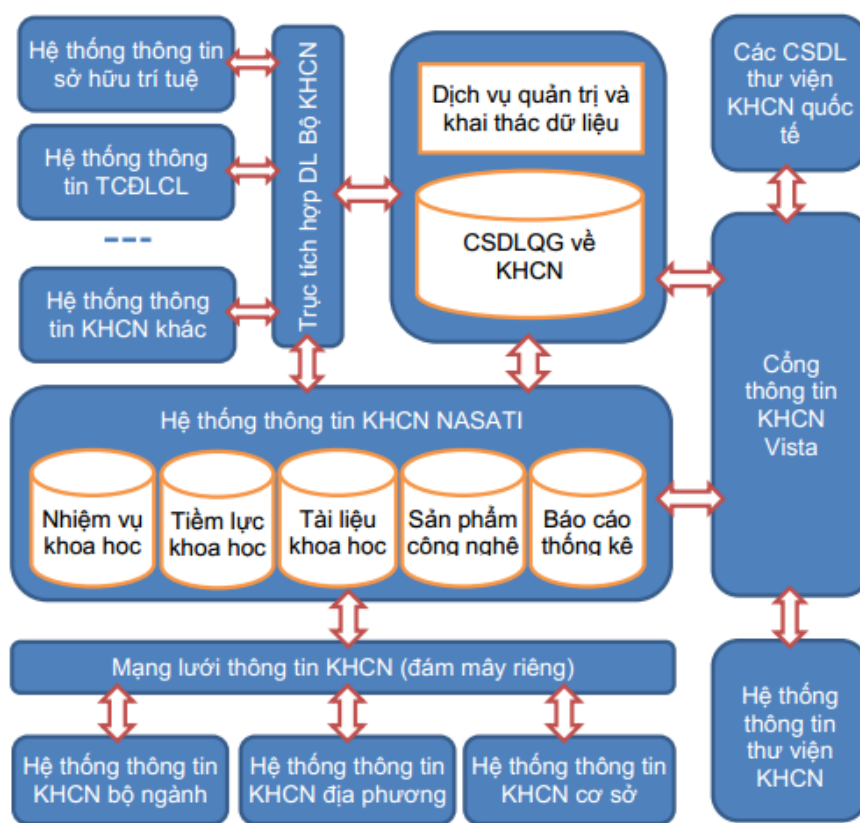 Hệ thống thông tin
sở hữu trí tuệ
Hệ thống thông
tin TCĐLCL
Hệ thống thông
tin KHCN khác
Trục tích hợp DL Bộ KHCN
Dịch vụ quản trị và
khai thác dữ liệu
CSDLQG về
KHCN
Các CSDL
thư viện
KHCN quốc
tế
Cổng
thông tin
KHCN
Vista
Hệ thống thông tin KHCN NASATI
Nhiệm vụ
khoa học
Tiềm lực
khoa học
Tài liệu
khoa học
Sản phẩm
công nghệ
Báo cáo
thống kê
Mạng lưới thông tin KHCN (đám mây riêng)
Hệ thống thông tin
KHCN bộ ngành
Hệ thống thông tin
KHCN địa phương
Hệ thống thông tin
KHCN cơ sở
Hệ thống
thông tin
thư viện
KHCN